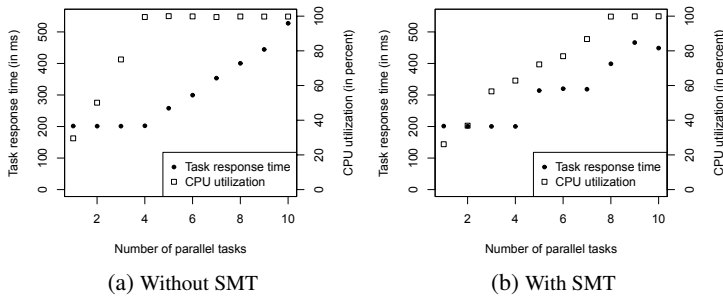 Task response time (in ms)
0 100 200 300 400 500
CPU utilization (in percent)
0 20 40 60 80 100
Task response time
CPU utilization
2 4 6 8 10
Number of parallel tasks
(a) Without SMT
Task response time (in ms)
0 100 200 300 400 500
CPU utilization (in percent)
0 20 40 60 80 100
Task response time
CPU utilization
2 4 6 8 10
Number of parallel tasks
(b) With SMT